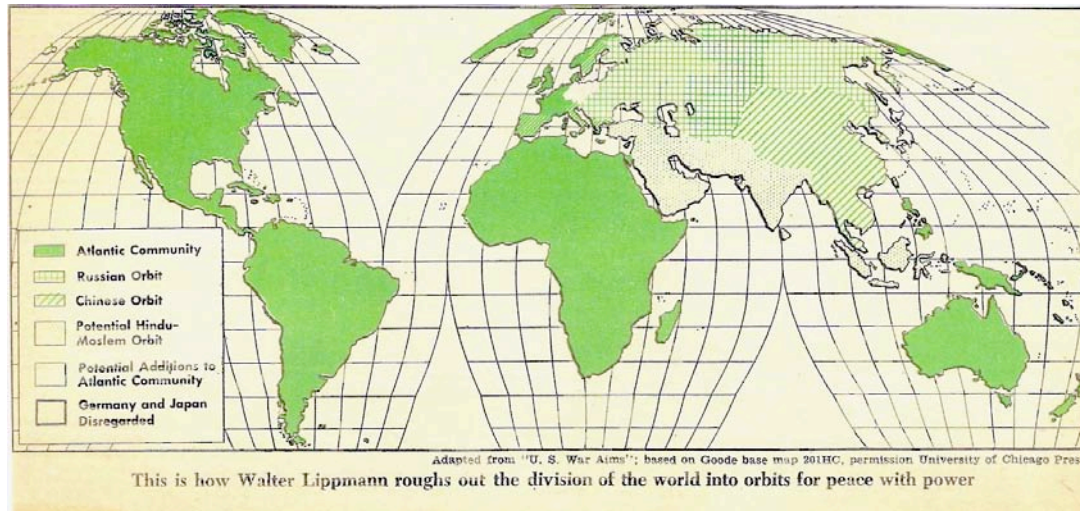 Atlantic Community
Russian Orbit
Chinese Orbit
Potential Hindu-
Moslem Orbit
Potential Additions to
Atlantic Community
Germany and Japan
Disregarded
Adapted from "U. S. War Aims"; based on Goode base map 201HC, permission University of Chicago Pres
This is how Walter Lippmann roughs out the division of the world into orbits for peace with power